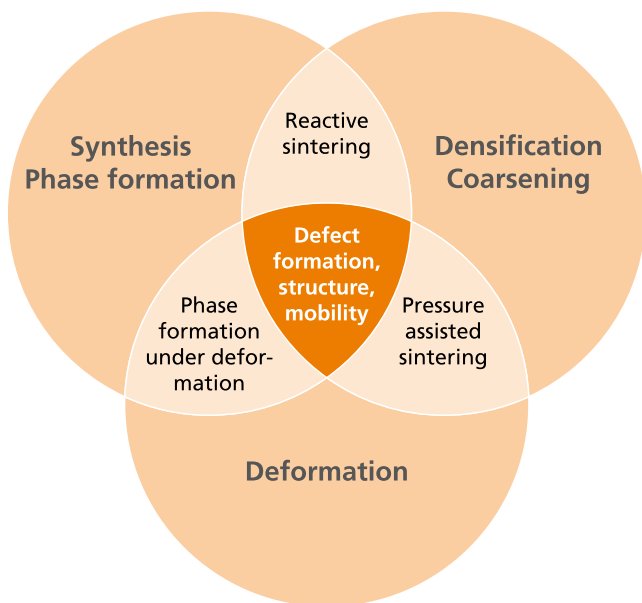 Reactive
sintering
Synthesis
Phase formation
Densification
Coarsening
Defect
formation,
structure,
mobility
Phase
formation
under defor-
mation
Pressure
assisted
sintering
Deformation